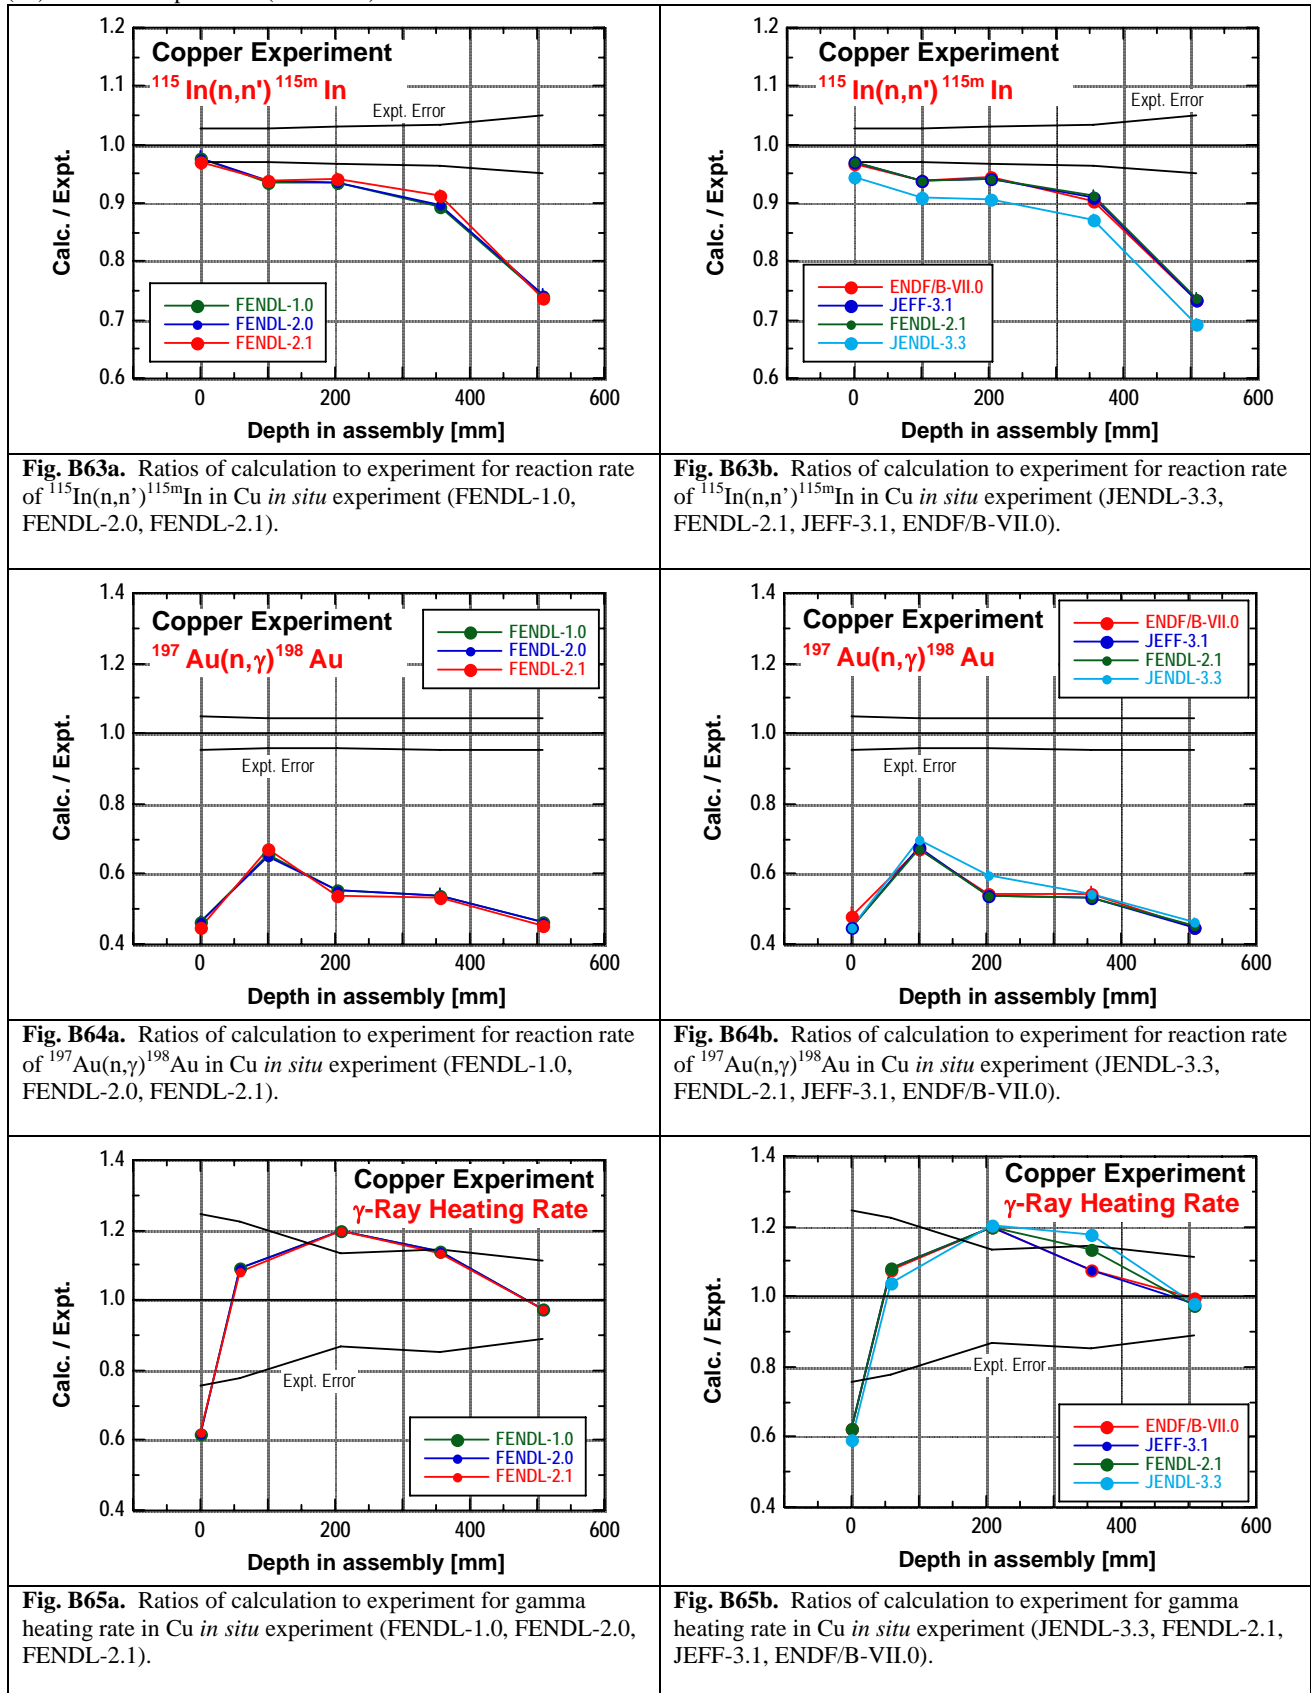 1.2
1.1
1.0
0.9
0.8
0.7
0.6
Calc. / Expt.
Copper Experiment
115 In(n,n') 115m In
Expt. Error
FENDL-1.0
FENDL-2.0
FENDL-2.1
0 200 400 600
Depth in assembly [mm]
1.2
1.1
1.0
0.9
0.8
0.7
0.6
Calc. / Expt.
Copper Experiment
115 In(n,n') 115m In
Expt. Error
ENDF/B-VII.0
JEFF-3.1
FENDL-2.1
JENDL-3.3
0 200 400 600
Depth in assembly [mm]
Fig. B63a. Ratios of calculation to experiment for reaction rate
of 115In(n,n’)115mIn in Cu in situ experiment (FENDL-1.0,
FENDL-2.0, FENDL-2.1).
Fig. B63b. Ratios of calculation to experiment for reaction rate
of 115In(n,n’)115mIn in Cu in situ experiment (JENDL-3.3,
FENDL-2.1, JEFF-3.1, ENDF/B-VII.0).
1.4
1.2
1.0
0.8
0.6
0.4
Calc. / Expt.
Copper Experiment
197 Au(n,γ)198 Au
FENDL-1.0
FENDL-2.0
FENDL-2.1
Expt. Error
0 200 400 600
Depth in assembly [mm]
1.4
1.2
1.0
0.8
0.6
0.4
Calc. / Expt.
Copper Experiment
197 Au(n,γ)198 Au
ENDF/B-VII.0
JEFF-3.1
FENDL-2.1
JENDL-3.3
Expt. Error
0 200 400 600
Depth in assembly [mm]
Fig. B64a. Ratios of calculation to experiment for reaction rate
of 197Au(n,γ)198Au in Cu in situ experiment (FENDL-1.0,
FENDL-2.0, FENDL-2.1).
Fig. B64b. Ratios of calculation to experiment for reaction rate
of 197Au(n,γ)198Au in Cu in situ experiment (JENDL-3.3,
FENDL-2.1, JEFF-3.1, ENDF/B-VII.0).
1.4
1.2
1.0
0.8
0.6
0.4
Calc. / Expt.
Copper Experiment
γ-Ray Heating Rate
Expt. Error
FENDL-1.0
FENDL-2.0
FENDL-2.1
0 200 400 600
Depth in assembly [mm]
1.4
1.2
1.0
0.8
0.6
0.4
Calc. / Expt.
Copper Experiment
γ-Ray Heating Rate
Expt. Error
ENDF/B-VII.0
JEFF-3.1
FENDL-2.1
JENDL-3.3
0 200 400 600
Depth in assembly [mm]
Fig. B65a. Ratios of calculation to experiment for gamma
heating rate in Cu in situ experiment (FENDL-1.0, FENDL-2.0,
FENDL-2.1).
Fig. B65b. Ratios of calculation to experiment for gamma
heating rate in Cu in situ experiment (JENDL-3.3, FENDL-2.1,
JEFF-3.1, ENDF/B-VII.0).